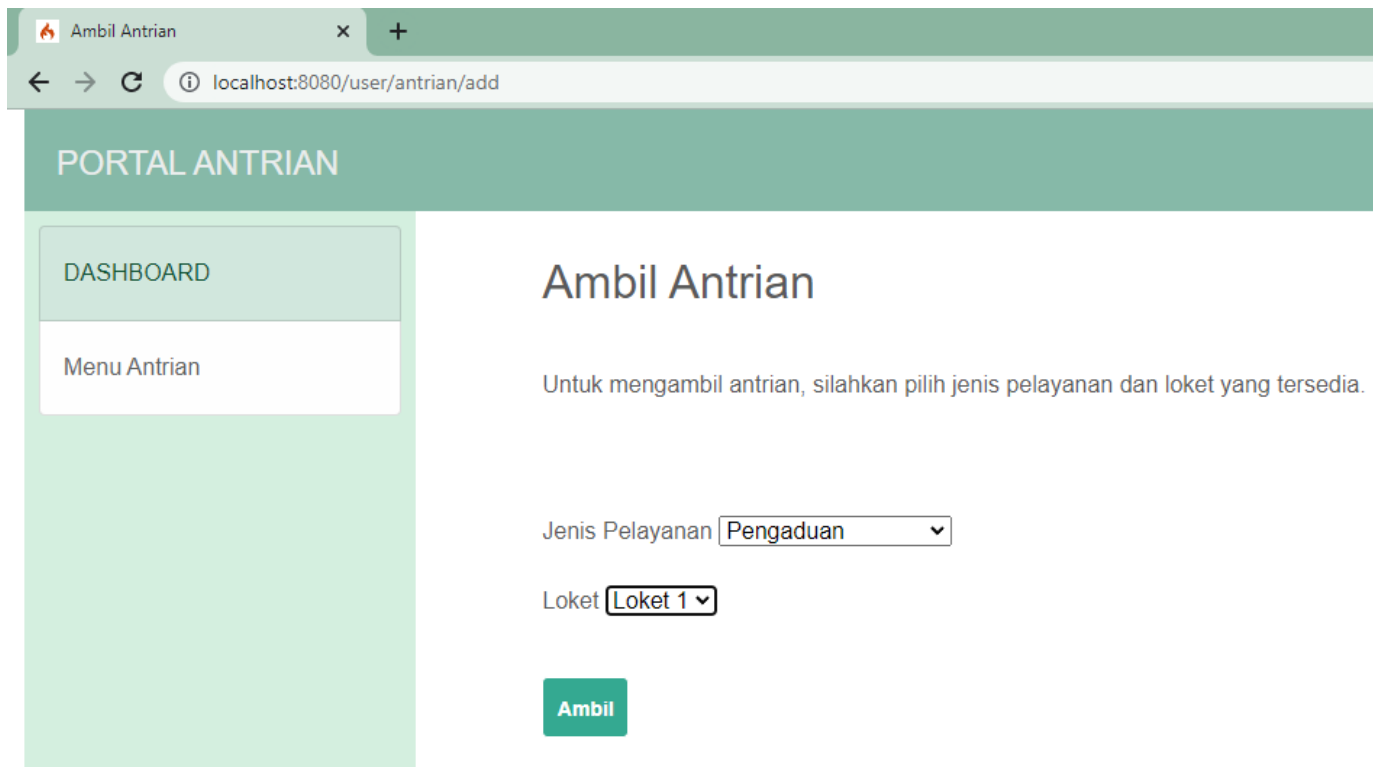 Ambil Antrian
localhost:8080/user/antrian/add
PORTAL ANTRIAN
DASHBOARD
Menu Antrian
Ambil Antrian
Untuk mengambil antrian, silahkan pilih jenis pelayanan dan loket yang tersedia.
Jenis Pelayanan Pengaduan
Loket Loket 1
Ambil